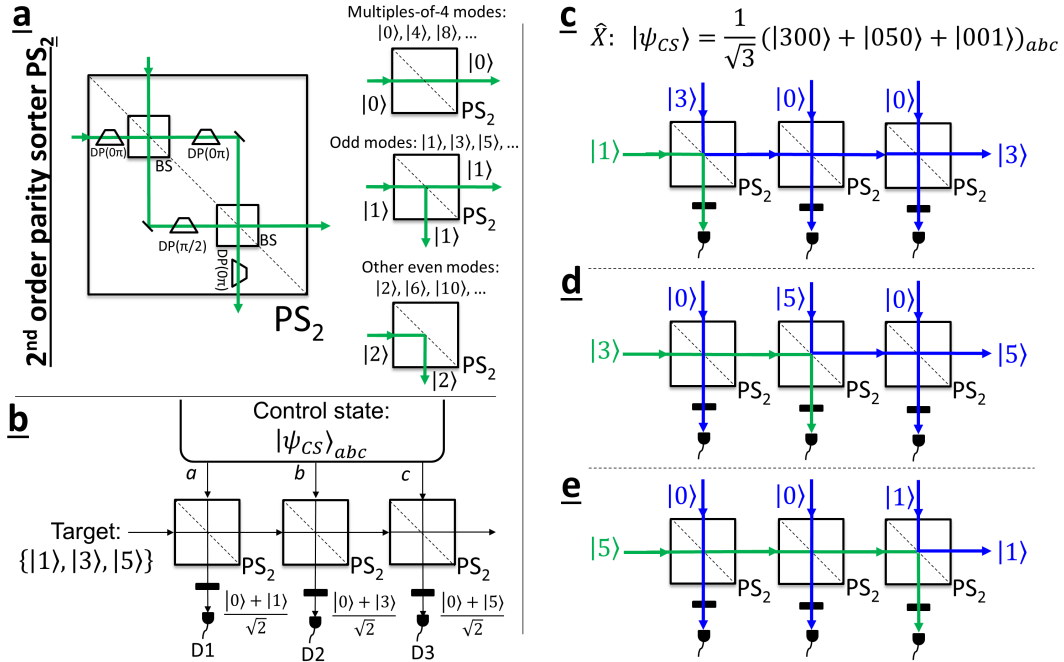 a
2nd order parity sorter PS2
DP(0π)
BS
DP(0π)
DP(π/2)
BS
DP(0π)
PS2
Multiples-of-4 modes:
|0⟩, |4⟩, |8⟩, ...
|0⟩
|0⟩
PS2
Odd modes: |1⟩, |3⟩, |5⟩, ...
|1⟩
|1⟩
PS2
|1⟩
Other even modes:
|2⟩, |6⟩, |10⟩, ...
|2⟩
PS2
|2⟩
b
Control state:
|ψCS⟩abc
a b c
Target:
{|1⟩, |3⟩, |5⟩}
PS2 PS2 PS2
|0⟩ + |1⟩ / √2
|0⟩ + |3⟩ / √2
|0⟩ + |5⟩ / √2
D1 D2 D3
c
X̂: |ψCS⟩ = 1/√3 (|300⟩ + |050⟩ + |001⟩)abc
|3⟩ |0⟩ |0⟩
|1⟩ |3⟩
PS2 PS2 PS2
d
|0⟩ |5⟩ |0⟩
|3⟩ |5⟩
PS2 PS2 PS2
e
|0⟩ |0⟩ |1⟩
|5⟩ |1⟩
PS2 PS2 PS2